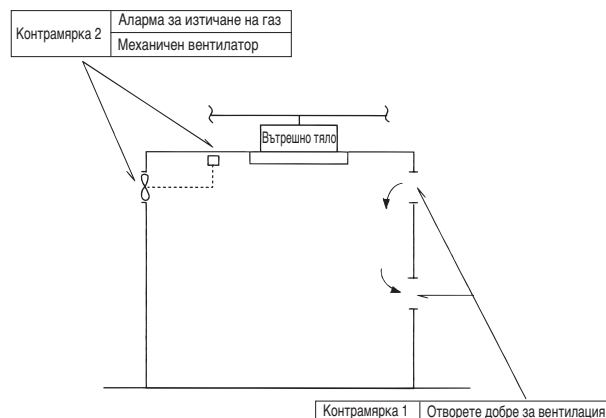 Контрамярка 2
Аларма за изтичане на газ
Механичен вентилатор
Вътрешно тяло
Контрамярка 1
Отворете добре за вентилация